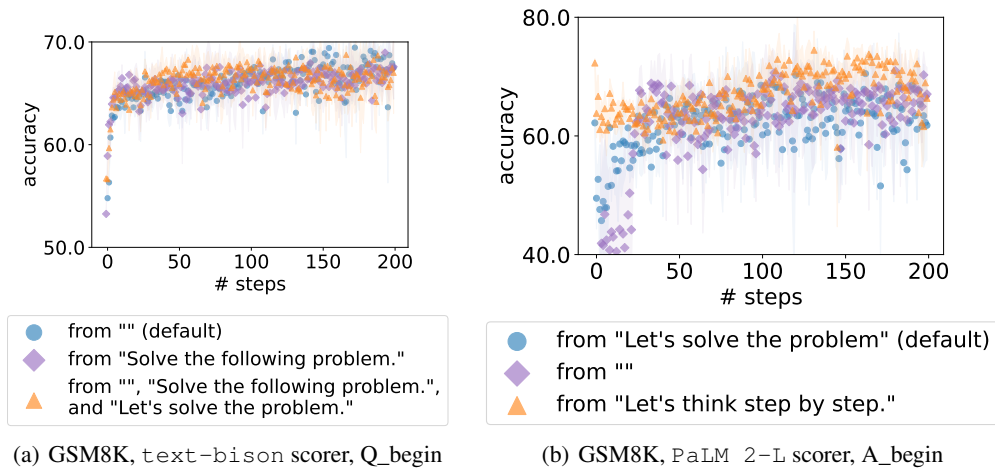 70.0
60.0
50.0
accuracy
0 50 100 150 200
# steps
from "" (default)
from "Solve the following problem."
from "", "Solve the following problem.",
and "Let's solve the problem."
(a) GSM8K, text-bison scorer, Q_begin
80.0
60.0
40.0
accuracy
0 50 100 150 200
# steps
from "Let's solve the problem" (default)
from ""
from "Let's think step by step."
(b) GSM8K, PaLM 2-L scorer, A_begin